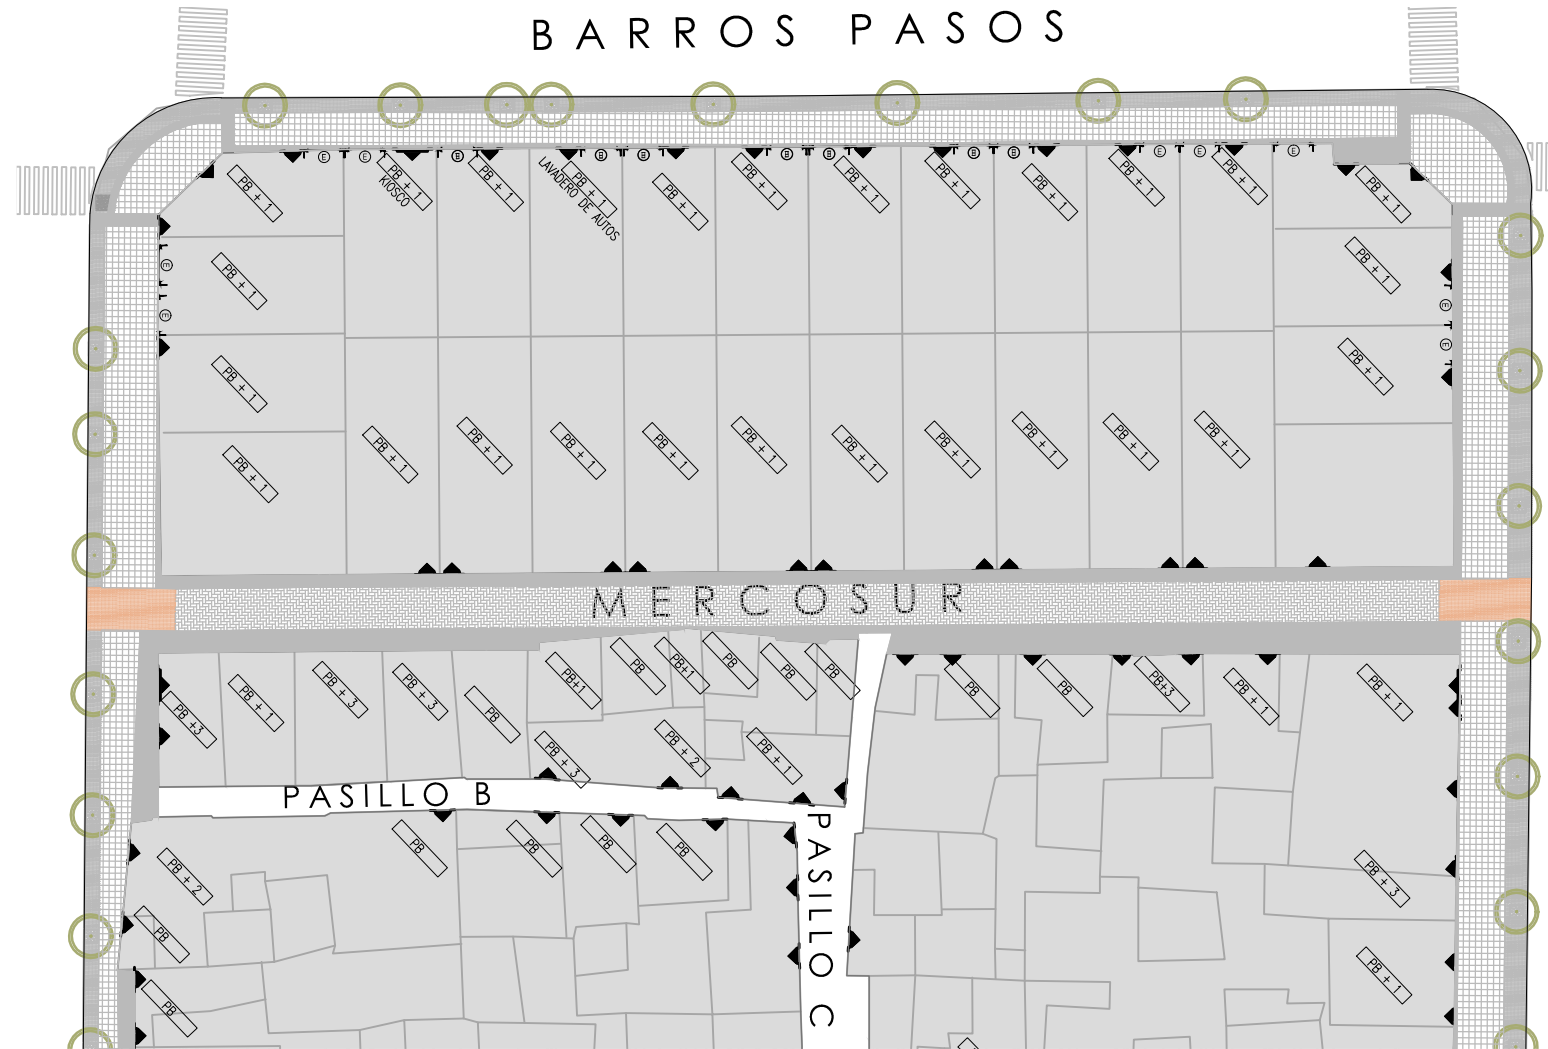 BARROS PASOS
E E B B B B B B B E E E
PB + 1 PB + 1 PB + 1 PB + 1 PB + 1 PB + 1 PB + 1 PB + 1 PB + 1 PB + 1 PB + 1 PB + 1
KIOSCO
LAVADERO DE AUTOS
E
PB + 1
PB + 1
E
E
E
PB + 1
PB + 1
PB + 1 PB + 1 PB + 1 PB + 1 PB + 1 PB + 1 PB + 1 PB + 1 PB + 1 PB + 1 PB + 1
MERCOSUR
PB +3 PB + 1 PB + 3 PB + 3 PB PB+1 PB PB+1 PB PB PB
PB PB PB+3 PB + 1 PB + 1
PB + 3 PB + 2 PB + 1
PASILLO B
PASILLO C
PB PB PB PB
PB + 2
PB
PB
PB + 3
PB + 1